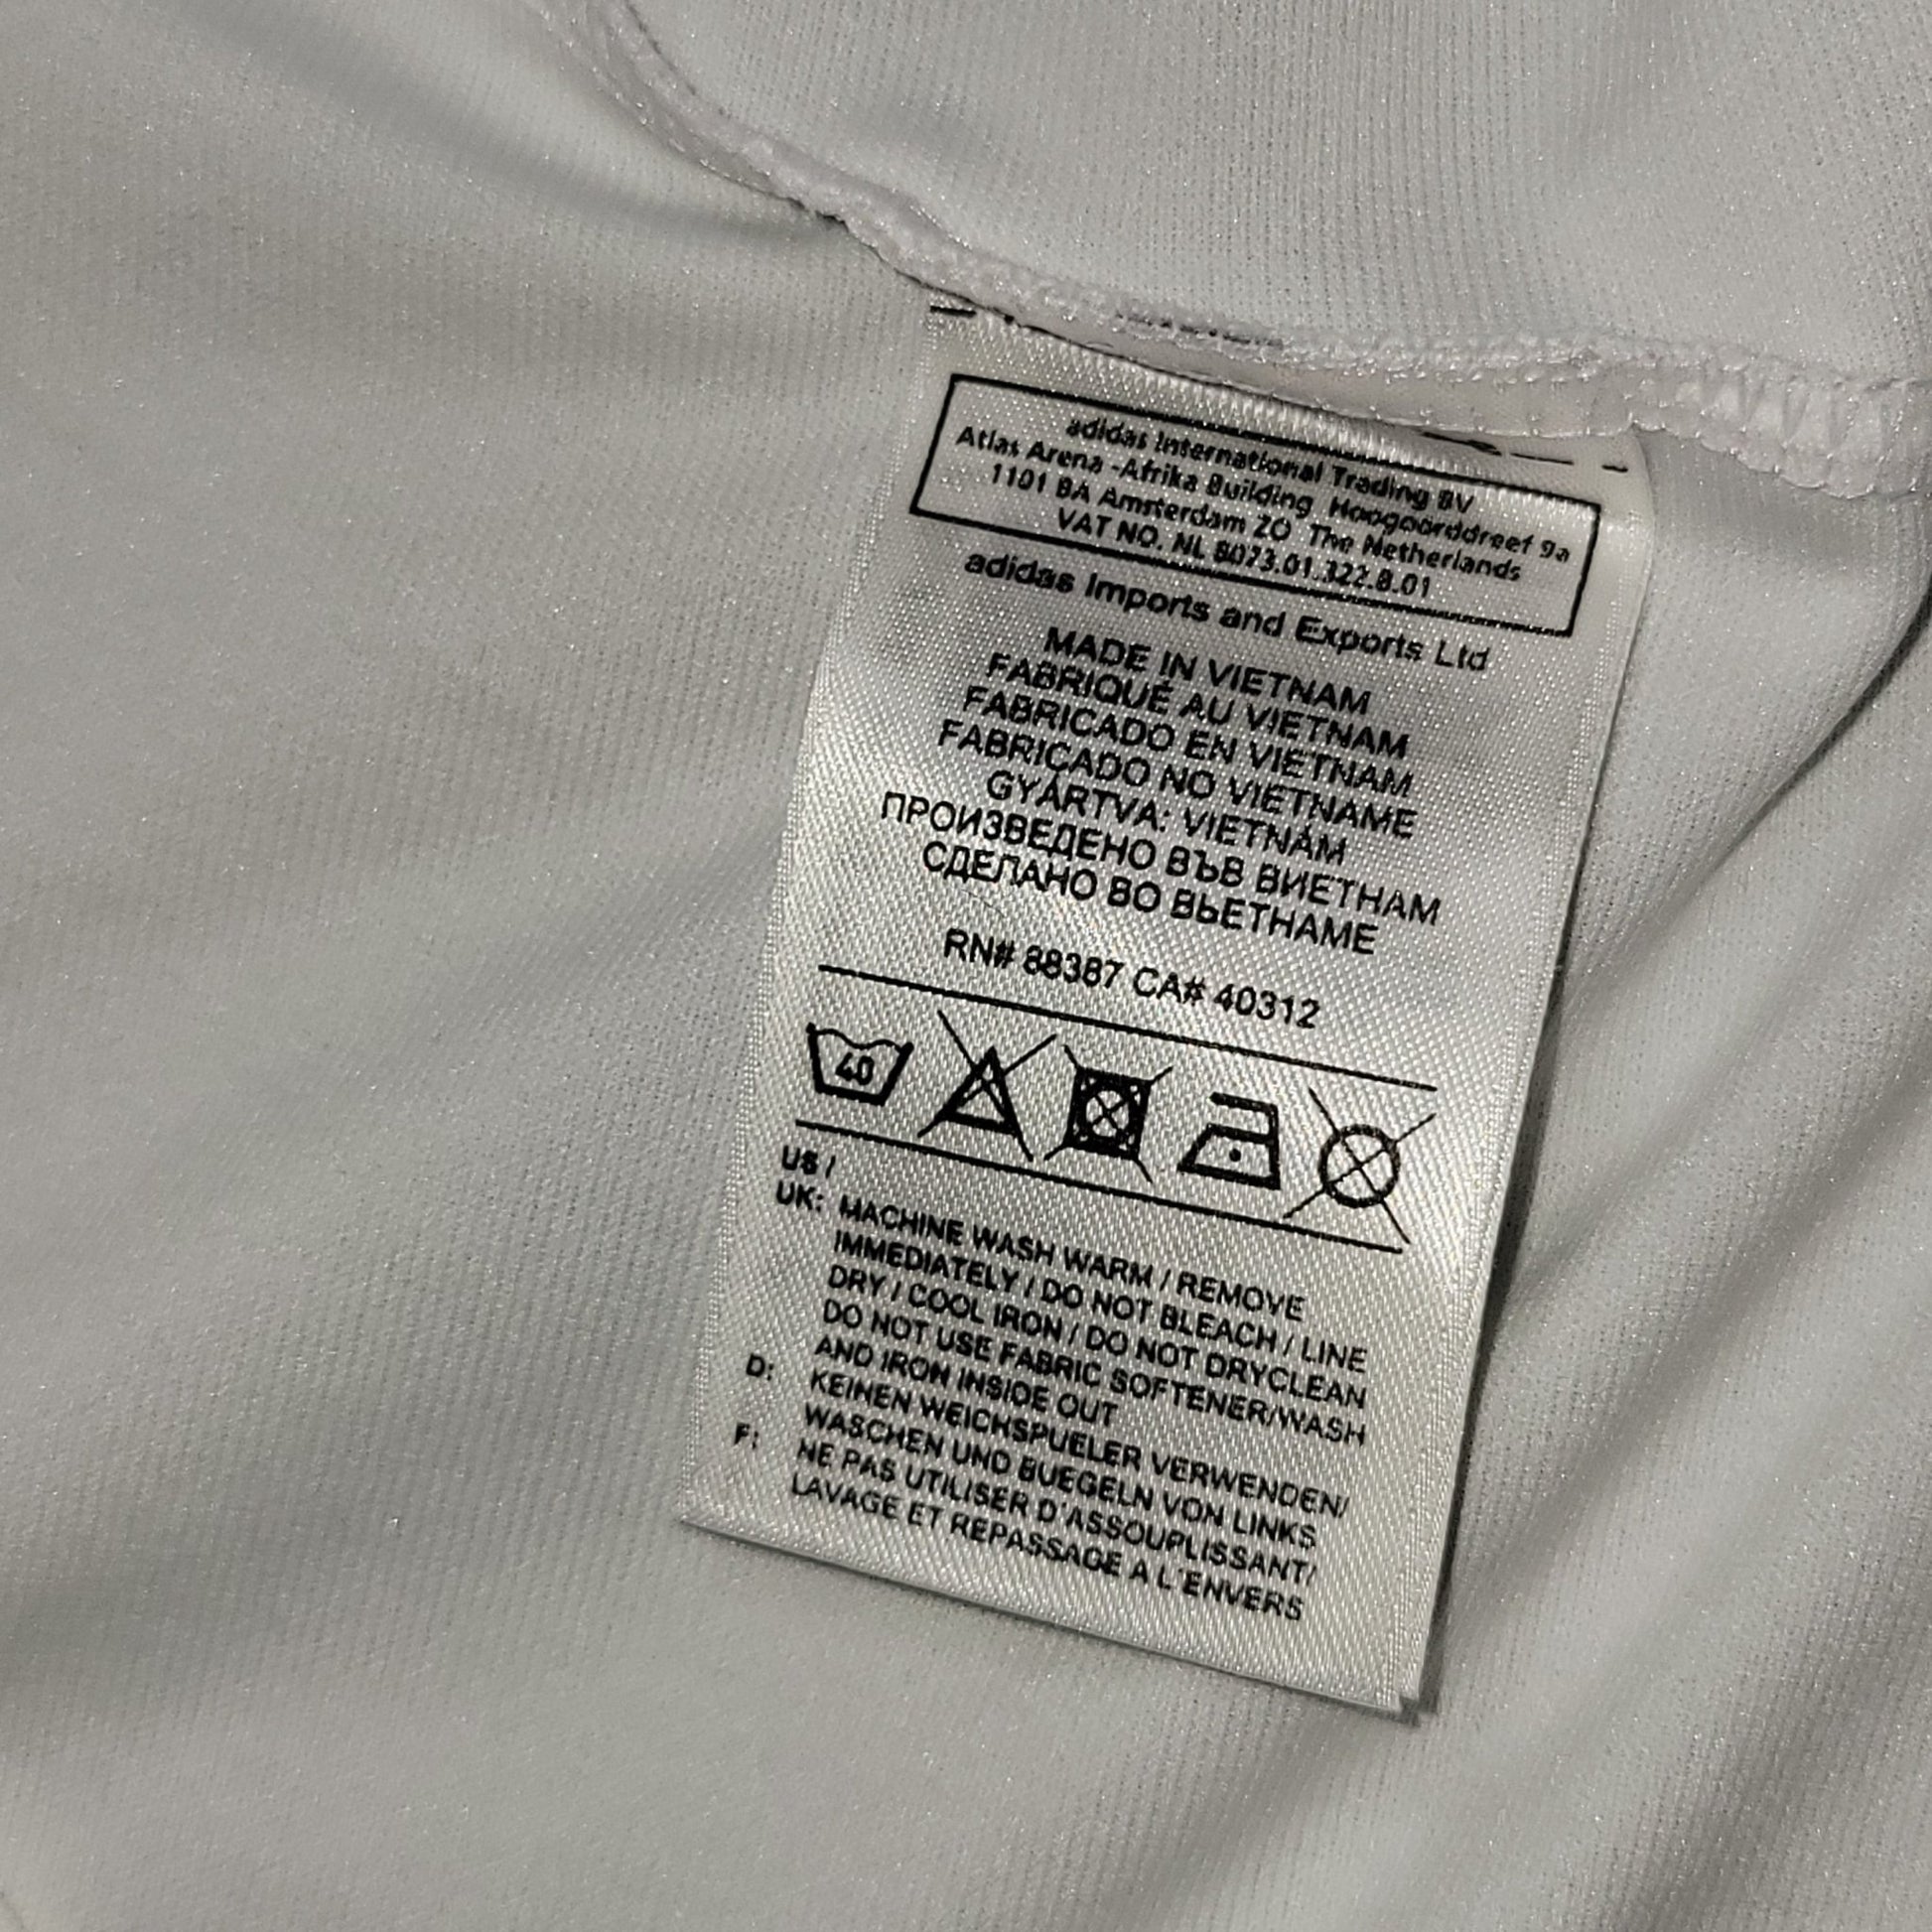 adidas International Trading BV
Atlas Arena -Afrika Building Hoogoorddreef 9a
1101 BA Amsterdam ZO The Netherlands
VAT NO. NL 8073.01.322.B.01
adidas Imports and Exports Ltd
MADE IN VIETNAM
FABRIQUÉ AU VIETNAM
FABRICADO EN VIETNAM
FABRICADO NO VIETNAME
GYÁRTVA: VIETNÁM
ПРОИЗВЕДЕНО ВЪВ ВИЕТНАМ
СДЕЛАНО ВО ВЬЕТНАМЕ
RN# 88387 CA# 40312
40
US /
UK: MACHINE WASH WARM / REMOVE
IMMEDIATELY / DO NOT BLEACH / LINE
DRY / COOL IRON / DO NOT DRYCLEAN
DO NOT USE FABRIC SOFTENER/WASH
AND IRON INSIDE OUT
D: KEINEN WEICHSPUELER VERWENDEN/
WASCHEN UND BUEGELN VON LINKS
F: NE PAS UTILISER D'ASSOUPLISSANT/
LAVAGE ET REPASSAGE A L'ENVERS